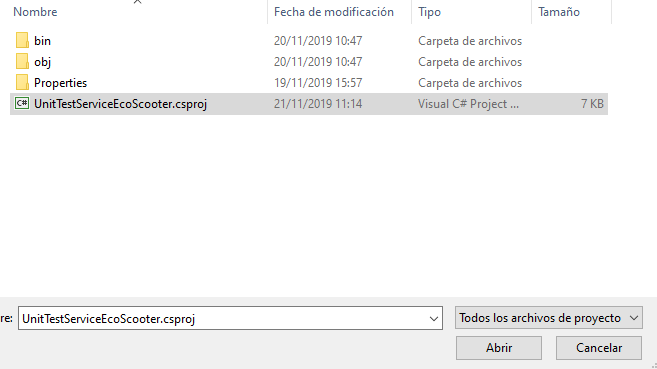 Nombre Fecha de modificación Tipo Tamaño
bin 20/11/2019 10:47 Carpeta de archivos
obj 20/11/2019 10:47 Carpeta de archivos
Properties 19/11/2019 15:57 Carpeta de archivos
C# UnitTestServiceEcoScooter.csproj 21/11/2019 11:14 Visual C# Project ... 7 KB
re: UnitTestServiceEcoScooter.csproj Todos los archivos de proyecto
Abrir Cancelar